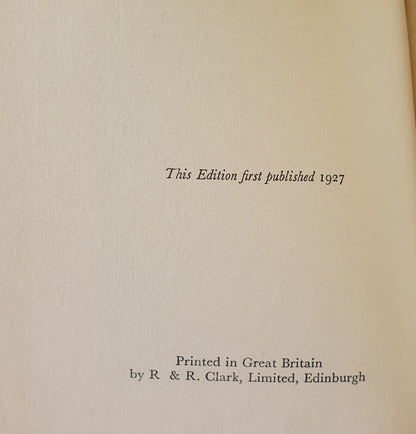 This Edition first published 1927
Printed in Great Britain
by R & R. Clark, Limited, Edinburgh